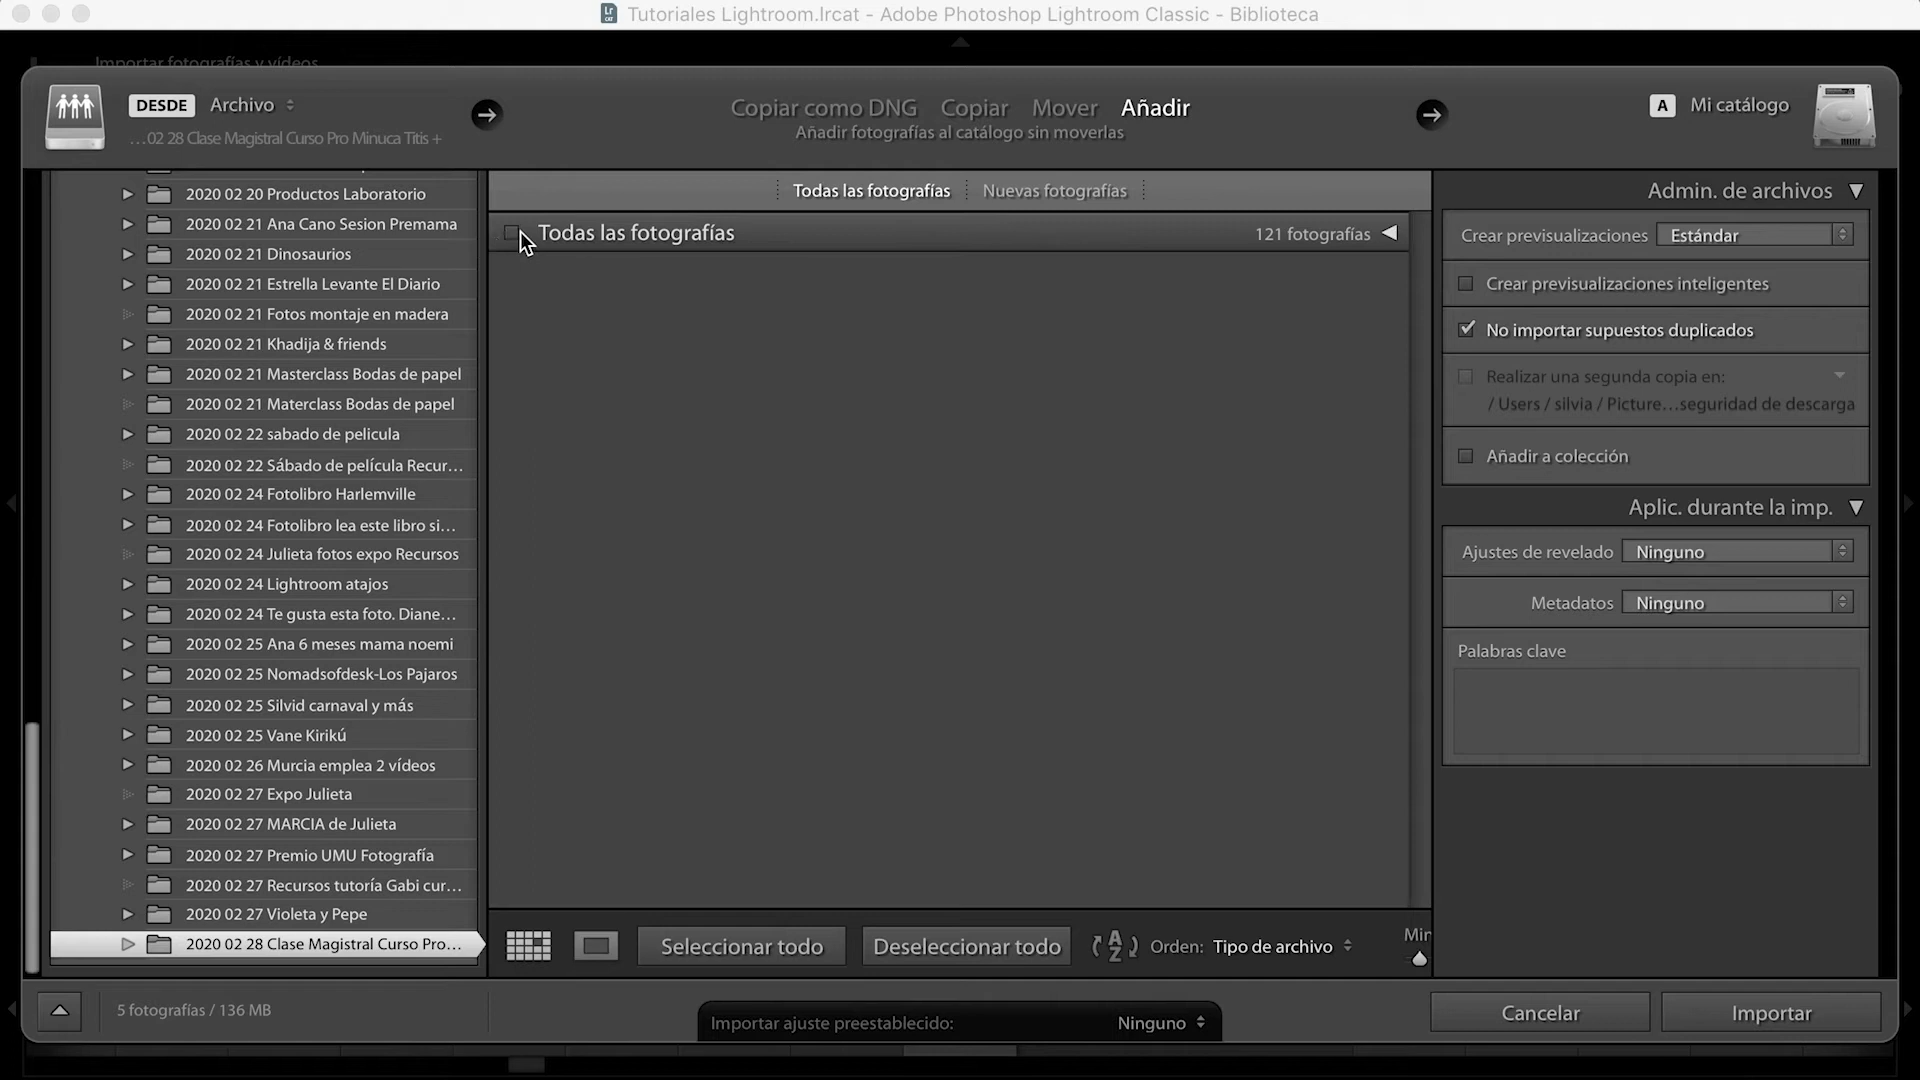 Tutoriales Lightroom.lrcat - Adobe Photoshop Lightroom Classic - Biblioteca
Importar fotografías y vídeos
DESDE Archivo
...02 28 Clase Magistral Curso Pro Minuca Titis +
Copiar como DNG Copiar Mover Añadir
Añadir fotografías al catálogo sin moverlas
A Mi catálogo
2020 02 20 Productos Laboratorio
2020 02 21 Ana Cano Sesion Premama
2020 02 21 Dinosaurios
2020 02 21 Estrella Levante El Diario
2020 02 21 Fotos montaje en madera
2020 02 21 Khadija & friends
2020 02 21 Masterclass Bodas de papel
2020 02 21 Materclass Bodas de papel
2020 02 22 sabado de pelicula
2020 02 22 Sábado de película Recur...
2020 02 24 Fotolibro Harlemville
2020 02 24 Fotolibro lea este libro si...
2020 02 24 Julieta fotos expo Recursos
2020 02 24 Lightroom atajos
2020 02 24 Te gusta esta foto. Diane...
2020 02 25 Ana 6 meses mama noemi
2020 02 25 Nomadsofdesk-Los Pajaros
2020 02 25 Silvid carnaval y más
2020 02 25 Vane Kirikú
2020 02 26 Murcia emplea 2 vídeos
2020 02 27 Expo Julieta
2020 02 27 MARCIA de Julieta
2020 02 27 Premio UMU Fotografía
2020 02 27 Recursos tutoría Gabi cur...
2020 02 27 Violeta y Pepe
2020 02 28 Clase Magistral Curso Pro...
Todas las fotografías Nuevas fotografías
Todas las fotografías 121 fotografías
Seleccionar todo Deseleccionar todo Orden: Tipo de archivo
Admin. de archivos
Crear previsualizaciones Estándar
Crear previsualizaciones inteligentes
No importar supuestos duplicados
Realizar una segunda copia en:
/ Users / silvia / Picture...seguridad de descarga
Añadir a colección
Aplic. durante la imp.
Ajustes de revelado Ninguno
Metadatos Ninguno
Palabras clave
5 fotografías / 136 MB
Importar ajuste preestablecido: Ninguno
Cancelar Importar